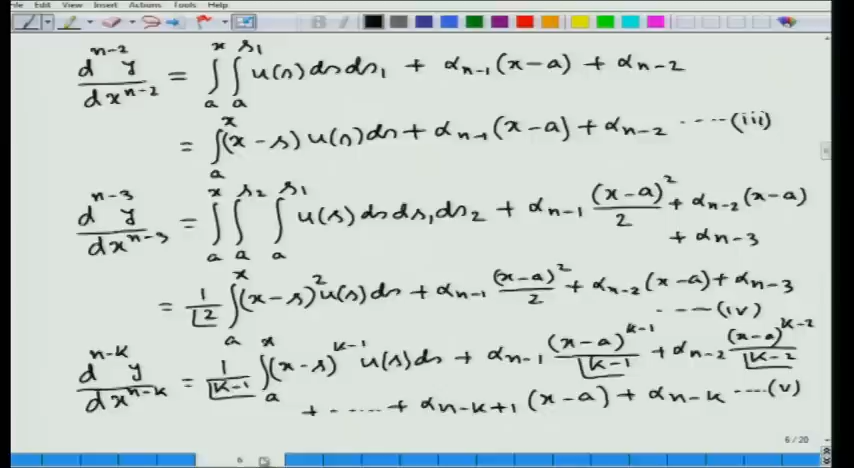 File Edit View Insert Actions Tools Help
d^{n-2} y / dx^{n-2} = ∫_a^x ∫_a^{s_1} u(s) ds ds_1 + α_{n-1} (x-a) + α_{n-2}
= ∫_a^x (x-s) u(s) ds + α_{n-1} (x-a) + α_{n-2} ----- (iii)
d^{n-3} y / dx^{n-3} = ∫_a^x ∫_a^{s_2} ∫_a^{s_1} u(s) ds ds_1 ds_2 + α_{n-1} (x-a)^2 / 2 + α_{n-2} (x-a)
+ α_{n-3}
= 1/⌊2 ∫_a^x (x-s)^2 u(s) ds + α_{n-1} (x-a)^2 / 2 + α_{n-2} (x-a) + α_{n-3}
---- (iv)
d^{n-k} y / dx^{n-k} = 1/⌊k-1 ∫_a^x (x-s)^{k-1} u(s) ds + α_{n-1} (x-a)^{k-1} / ⌊k-1 + α_{n-2} (x-a)^{k-2} / ⌊k-2
+ ----- + α_{n-k+1} (x-a) + α_{n-k} ---- (v)
6 / 20
6